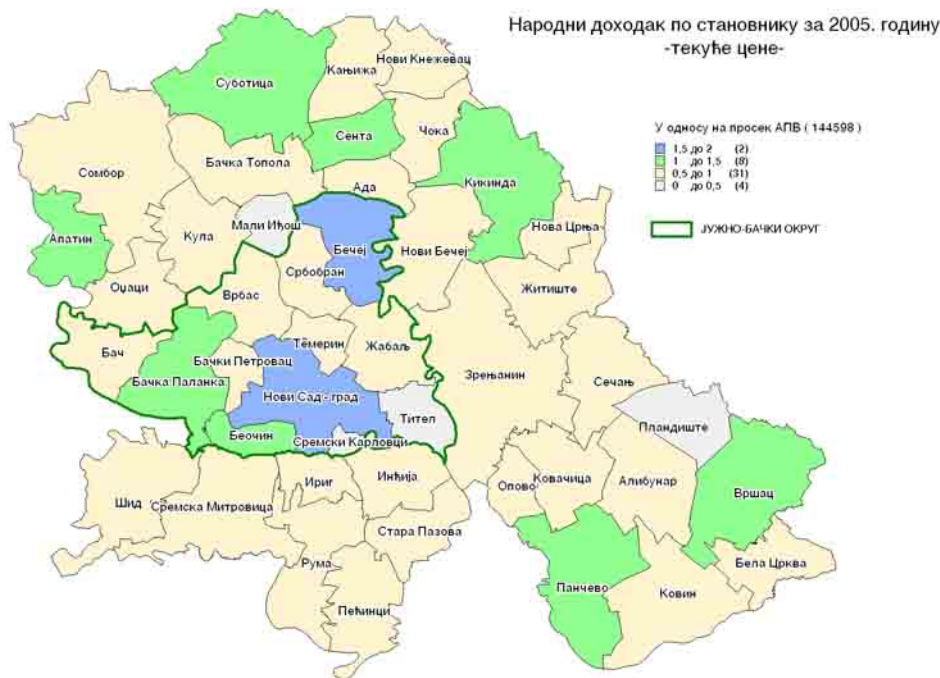 Народни доходак по становнику за 2005. годину
-текуће цене-
У односу на просек АПВ ( 144598 )
1,5 до 2 (2)
1 до 1,5 (8)
0,5 до 1 (31)
0 до 0,5 (4)
ЈУЖНО-БАЧКИ ОКРУГ
Суботица
Кањижа
Нови Кнежевац
Сента
Чока
Бачка Топола
Сомбор
Ада
Кикинда
Апатин
Кула
Мали Иђош
Бечеј
Нова Црња
Нови Бечеј
Србобран
Оџаци
Врбас
Житиште
Бач
Бачки Петровац
Темерин
Жабаљ
Бачка Паланка
Зрењанин
Сечањ
Нови Сад - град
Тител
Беочин
Сремски Карловци
Пландиште
Ириг
Инђија
Опово
Ковачица
Алибунар
Вршац
Шид
Сремска Митровица
Стара Пазова
Рума
Бела Црква
Панчево
Ковин
Пећинци